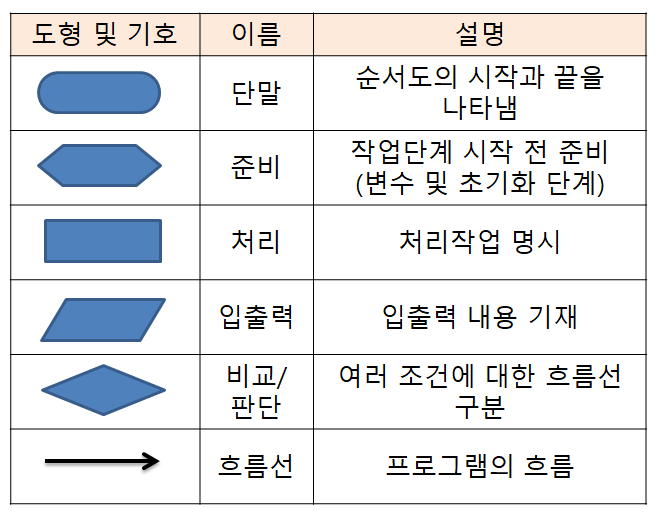 도형 및 기호
이름
설명
단말
순서도의 시작과 끝을
나타냄
준비
작업단계 시작 전 준비
(변수 및 초기화 단계)
처리
처리작업 명시
입출력
입출력 내용 기재
비교/
판단
여러 조건에 대한 흐름선
구분
흐름선
프로그램의 흐름